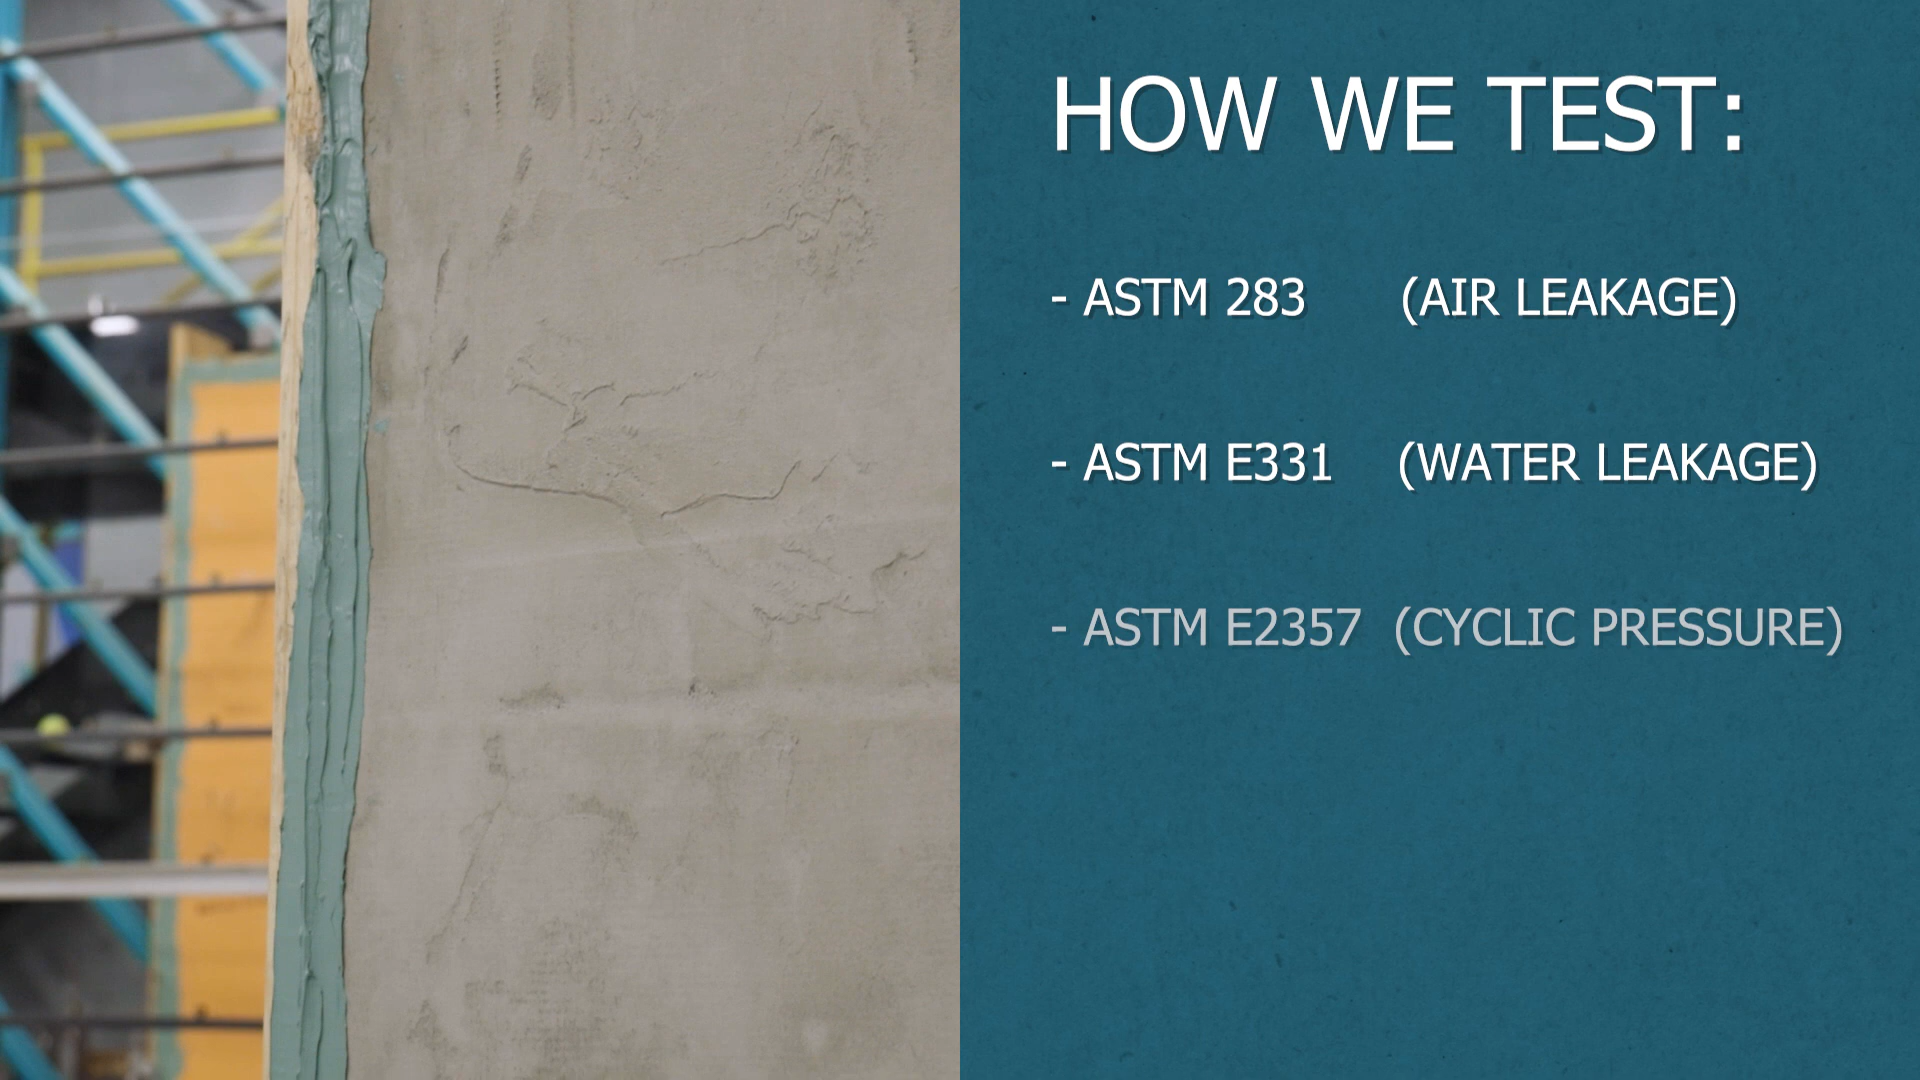 HOW WE TEST:
- ASTM 283 (AIR LEAKAGE)
- ASTM E331 (WATER LEAKAGE)
- ASTM E2357 (CYCLIC PRESSURE)